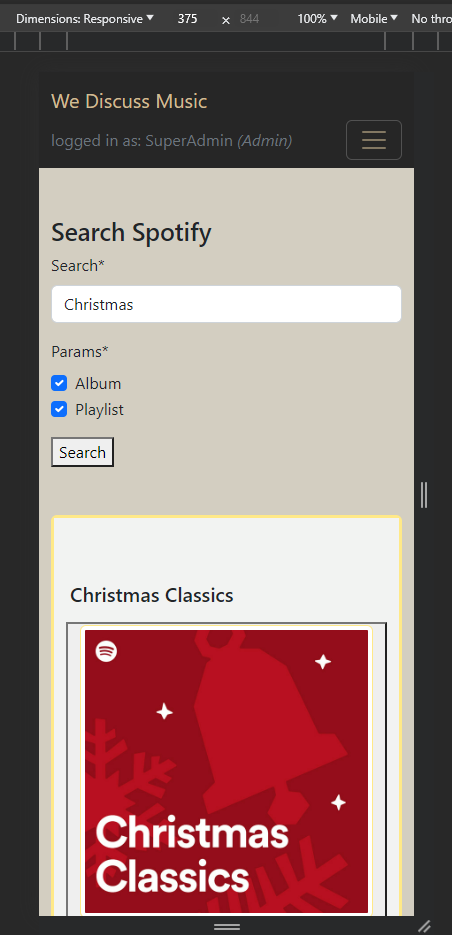 Dimensions: Responsive 375 x 844 100% Mobile No thro
We Discuss Music
logged in as: SuperAdmin (Admin)
Search Spotify
Search*
Christmas
Params*
Album
Playlist
Search
Christmas Classics
Christmas
Classics